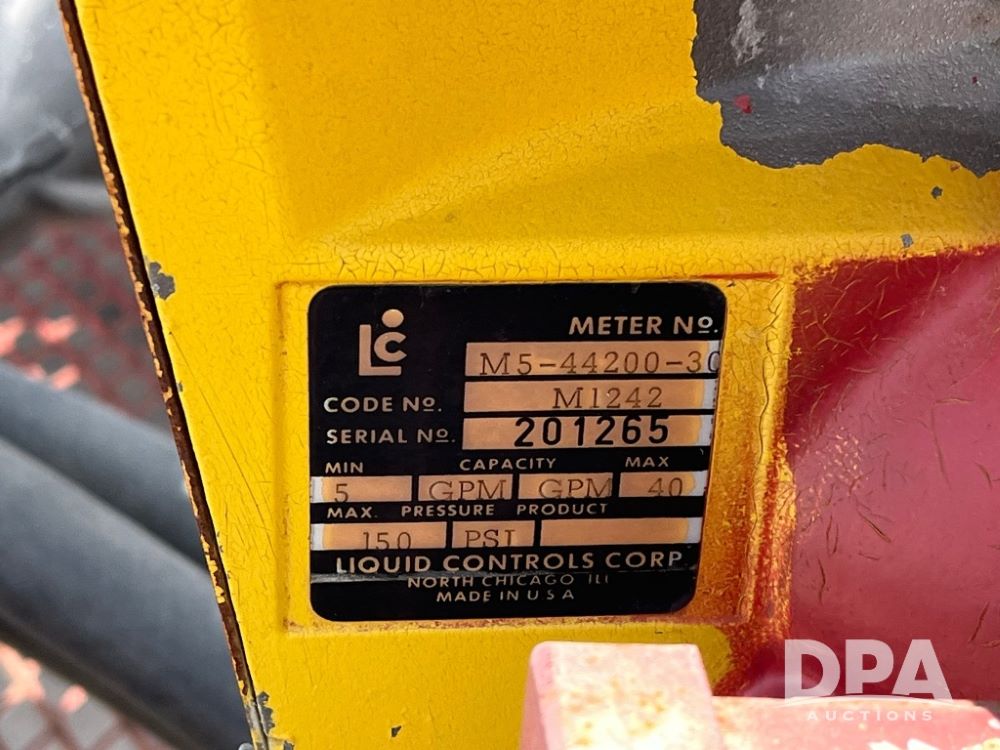 LC
METER Nº.
M5-44200-30
CODE Nº. M1242
SERIAL Nº. 201265
MIN CAPACITY MAX
5 GPM GPM 40
MAX. PRESSURE PRODUCT
150 PSI
LIQUID CONTROLS CORP.
NORTH CHICAGO ILL
MADE IN U S A
DPA
AUCTIONS